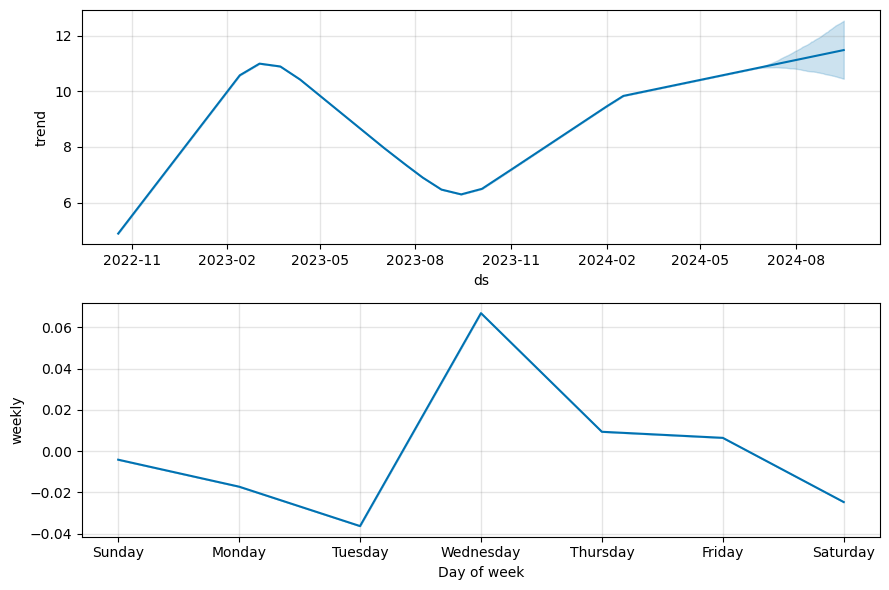 12
10
8
6
trend
2022-11 2023-02 2023-05 2023-08 2023-11 2024-02 2024-05 2024-08
ds
0.06
0.04
0.02
0.00
−0.02
−0.04
weekly
Sunday Monday Tuesday Wednesday Thursday Friday Saturday
Day of week